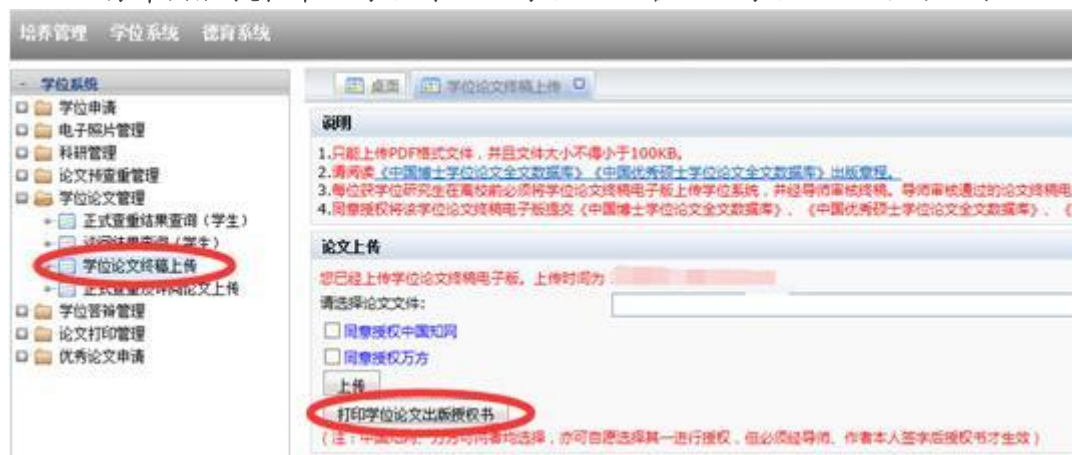 培养管理 学位系统 德育系统
- 学位系统
学位申请
电子照片管理
科研管理
论文预查重管理
学位论文管理
正式查重结果查询（学生）
学位论文终稿上传
学位答辩管理
论文打印管理
优秀论文申请
桌面 学位论文终稿上传
说明
1.只能上传PDF格式文件，并且文件大小不得小于100KB。
2.请阅读《中国博士学位论文全文数据库》《中国优秀硕士学位论文全文数据库》出版章程。
3.每位获学位研究生在离校前必须将学位论文终稿电子版上传学位系统，并经导师审核终稿。导师审核通过的论文终稿电
4.同意授权将该学位论文终稿电子版提交《中国博士学位论文全文数据库》、《中国优秀硕士学位论文全文数据库》、《
论文上传
您已经上传学位论文终稿电子版，上传时间为：
请选择论文文件：
同意授权中国知网
同意授权万方
上传
打印学位论文出版授权书
（注：中国知网、万方可两者均选择，亦可自愿选择其一进行授权，但必须经导师、作者本人签字后授权书才生效）